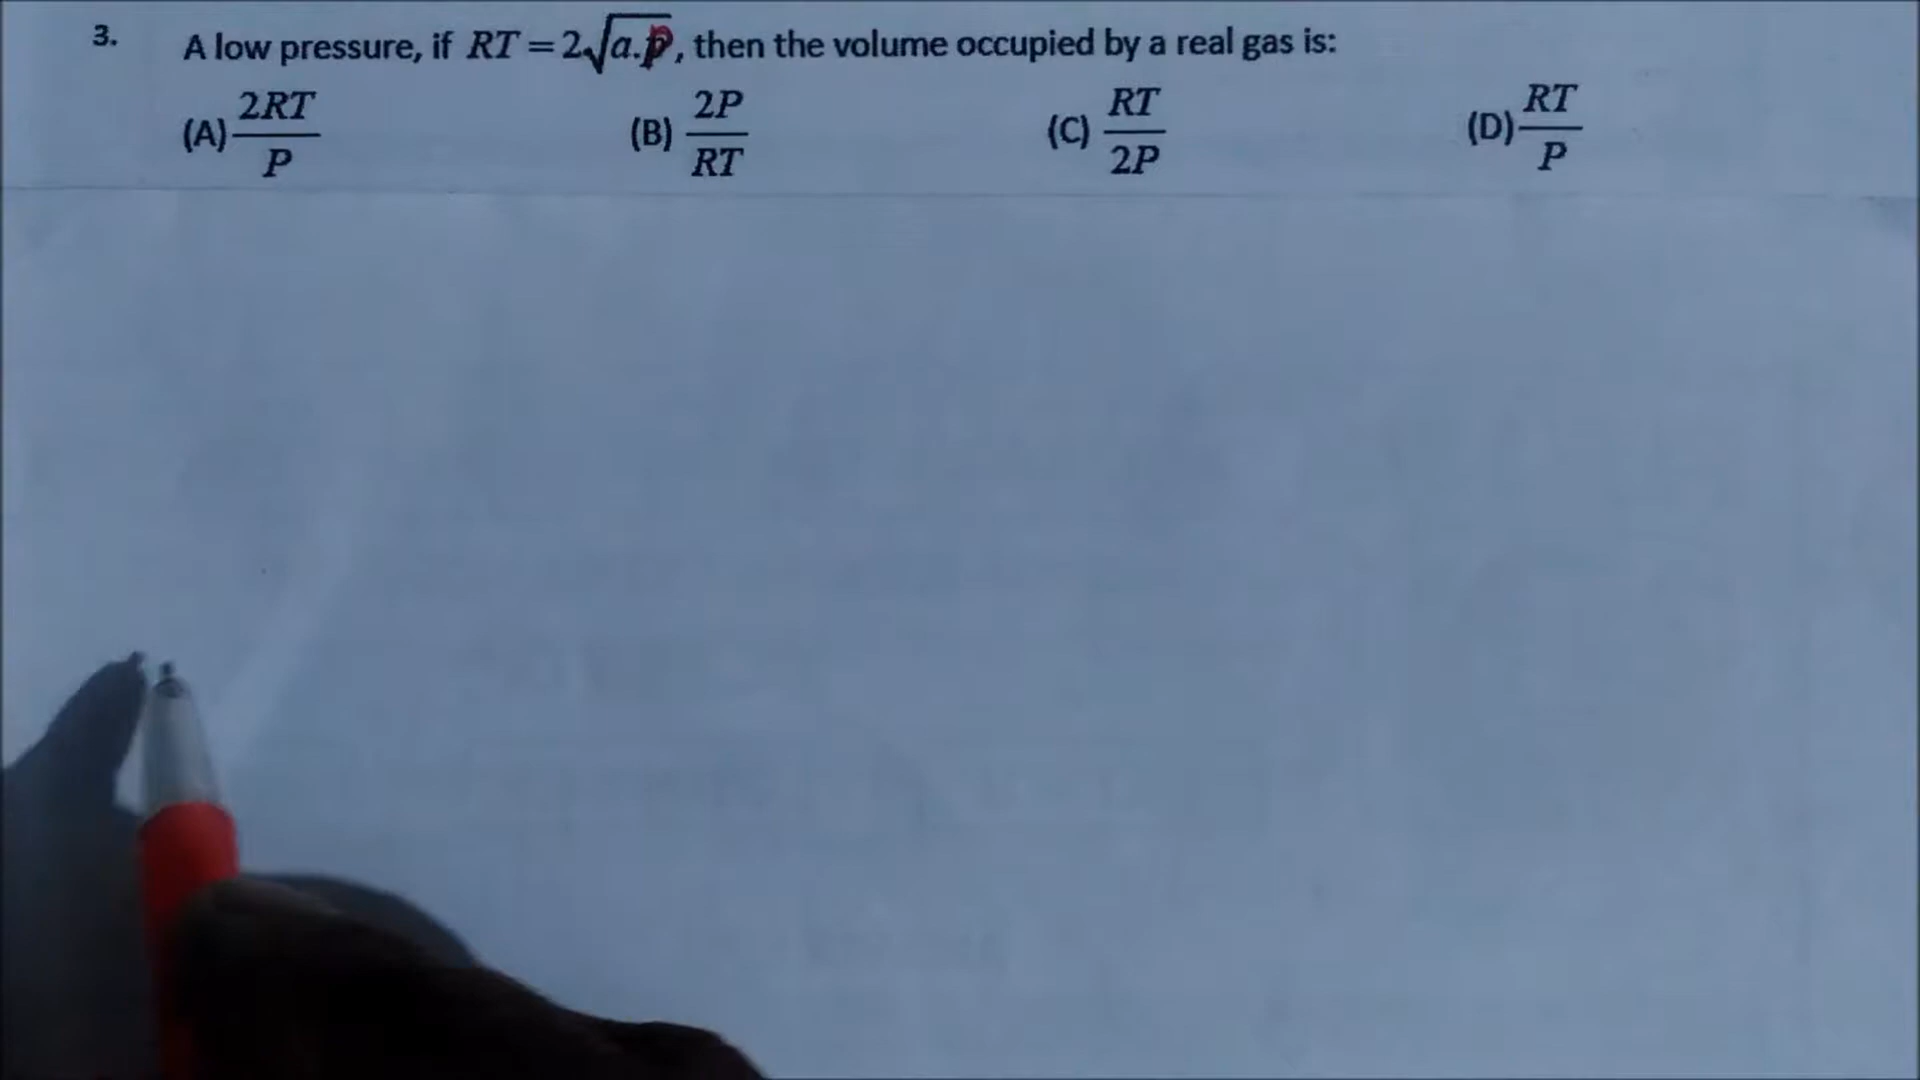 3. A low pressure, if RT = 2√a.p, then the volume occupied by a real gas is:
(A) 2RT/P (B) 2P/RT (C) RT/2P (D) RT/P